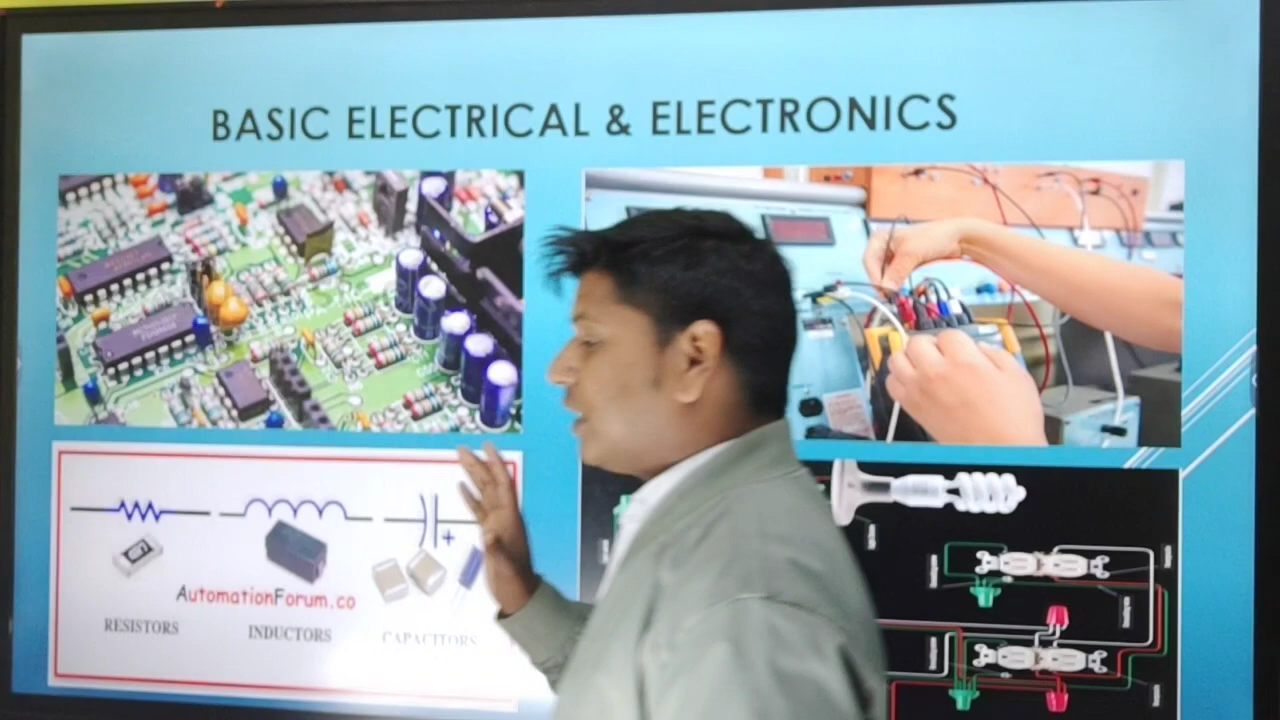 BASIC ELECTRICAL & ELECTRONICS
AutomationForum.co
RESISTORS
INDUCTORS
CAPACITORS